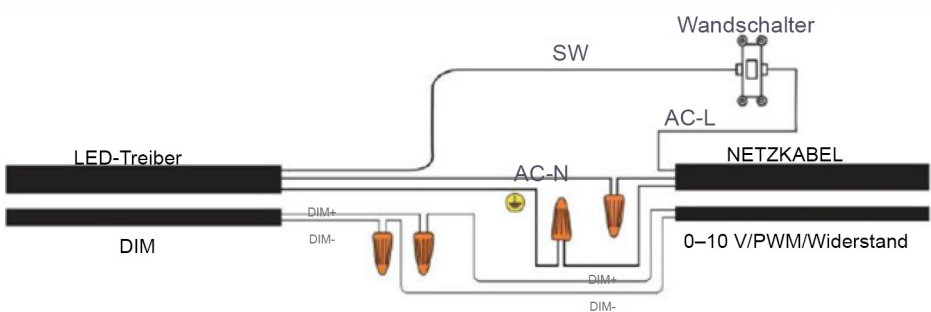 Wandschalter
SW
AC-L
LED-Treiber
NETZKABEL
AC-N
DIM+
DIM-
DIM
0–10 V/PWM/Widerstand
DIM+
DIM-